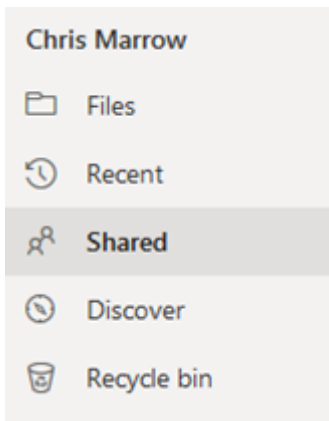 Chris Marrow
Files
Recent
Shared
Discover
Recycle bin